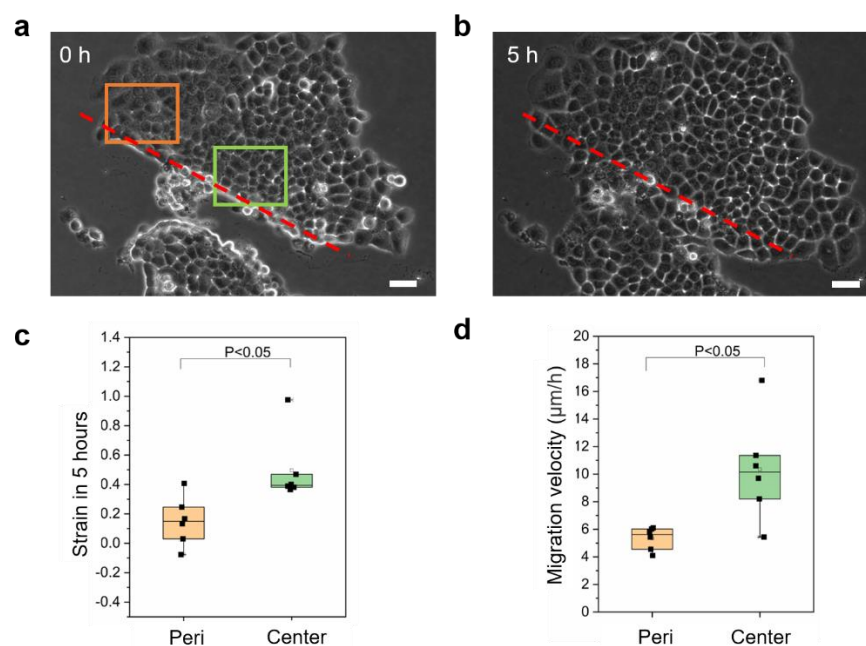 a
0 h
b
5 h
c
Strain in 5 hours
1.4
1.2
1.0
0.8
0.6
0.4
0.2
0.0
-0.2
-0.4
P<0.05
Peri
Center
d
Migration velocity (µm/h)
20
18
16
14
12
10
8
6
4
2
0
P<0.05
Peri
Center